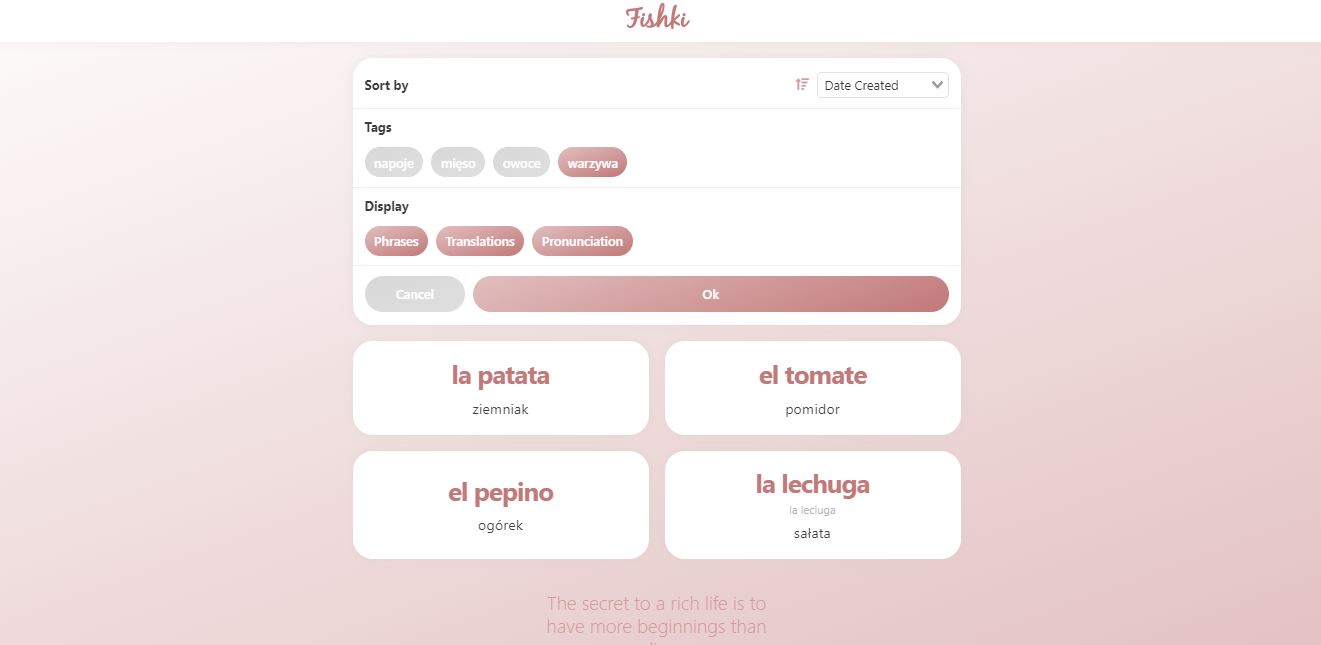 Fishki
Sort by
Date Created
Tags
napoje mięso owoce warzywa
Display
Phrases Translations Pronunciation
Cancel Ok
la patata
ziemniak
el tomate
pomidor
el pepino
ogórek
la lechuga
la leciuga
sałata
The secret to a rich life is to
have more beginnings than